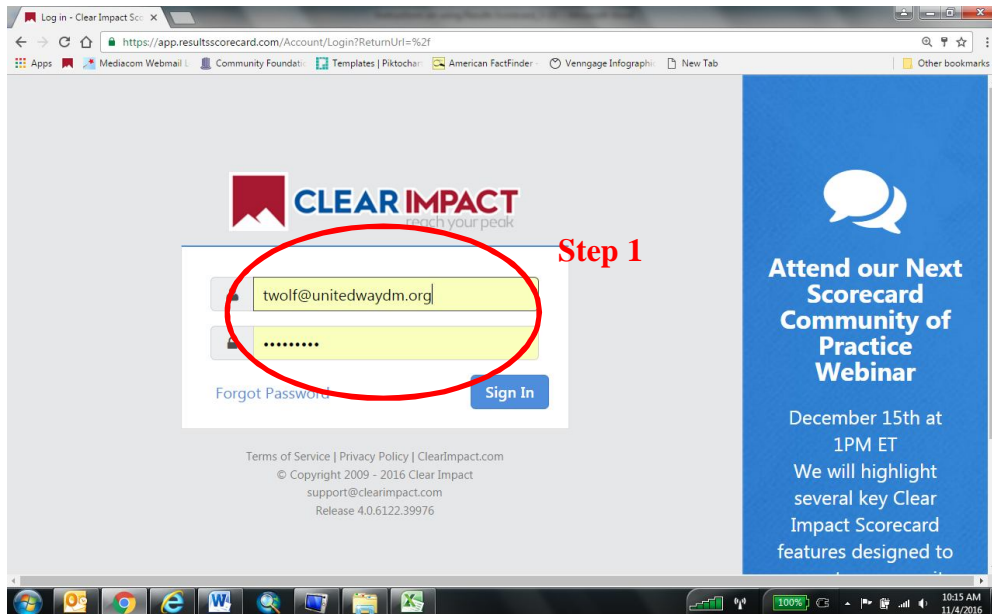 Log in - Clear Impact Sco
https://app.resultsscorecard.com/Account/Login?ReturnUrl=%2f
Apps Mediacom Webmail L Community Foundatio Templates | Piktochar American FactFinder - Venngage Infographic New Tab Other bookmarks
CLEAR IMPACT
reach your peak
Step 1
twolf@unitedwaydm.org
•••••••••
Forgot Password
Sign In
Terms of Service | Privacy Policy | ClearImpact.com
© Copyright 2009 - 2016 Clear Impact
support@clearimpact.com
Release 4.0.6122.39976
Attend our Next
Scorecard
Community of
Practice
Webinar
December 15th at
1PM ET
We will highlight
several key Clear
Impact Scorecard
features designed to
100%
10:15 AM
11/4/2016